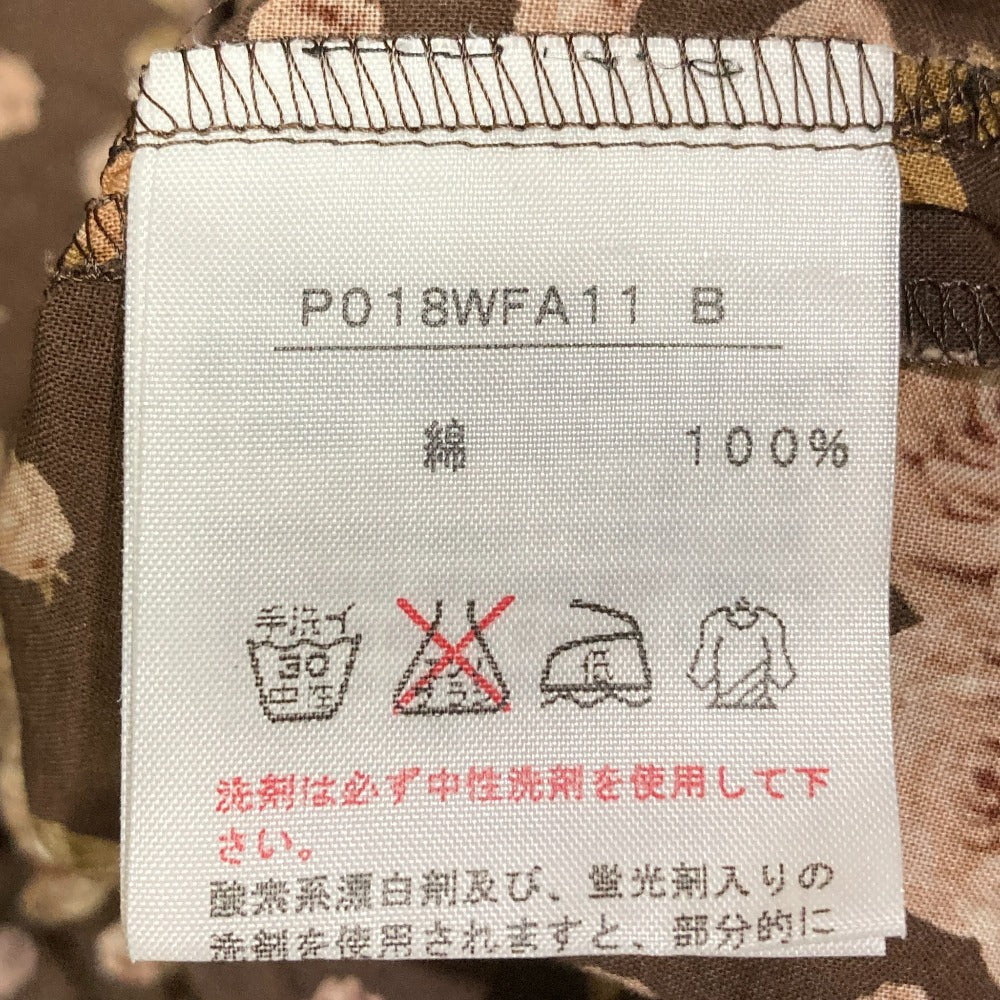 P018WFA11 B
綿 100%
手洗イ
30
中性
低
洗剤は必ず中性洗剤を使用して下
さい。
酸素系漂白剤及び、蛍光剤入りの
洗剤を使用されますと、部分的に